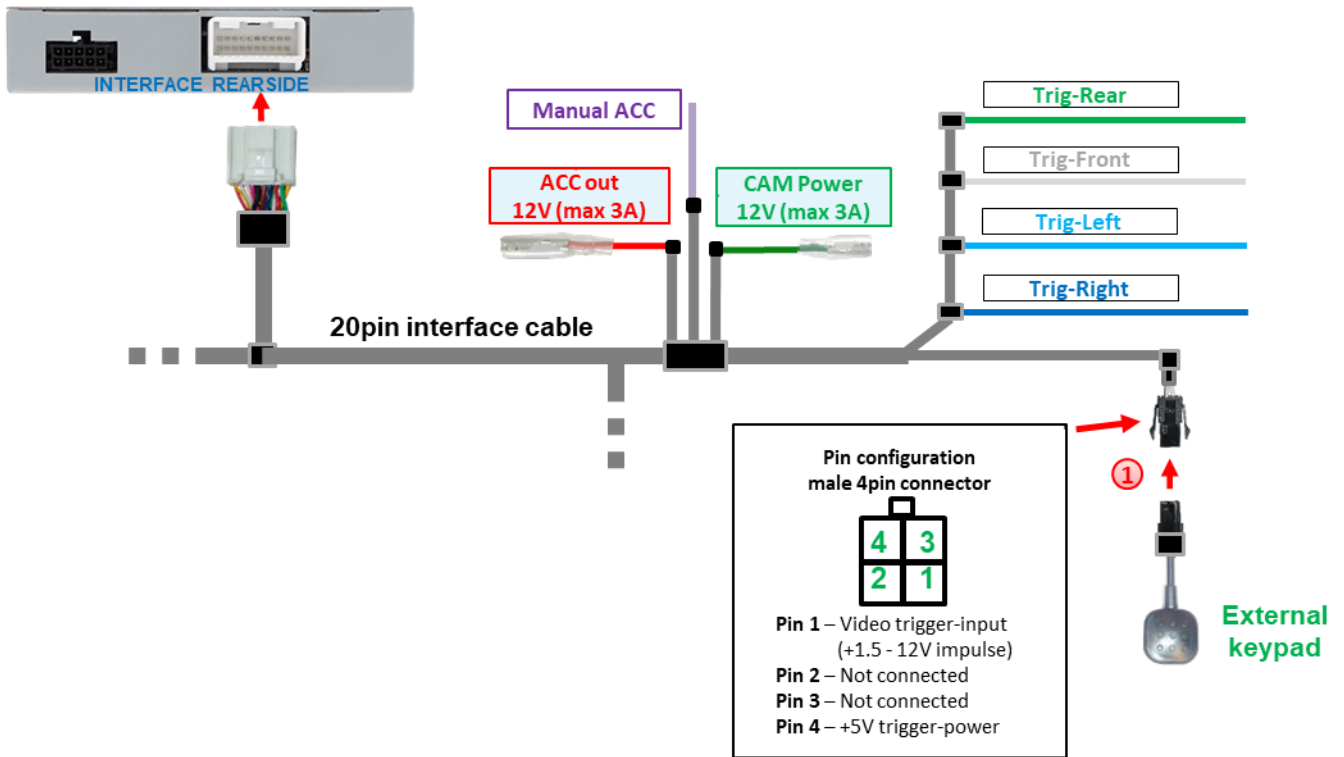 INTERFACE REARSIDE
Manual ACC
ACC out
12V (max 3A)
CAM Power
12V (max 3A)
Trig-Rear
Trig-Front
Trig-Left
Trig-Right
20pin interface cable
Pin configuration
male 4pin connector
4 3
2 1
Pin 1 – Video trigger-input
(+1.5 - 12V impulse)
Pin 2 – Not connected
Pin 3 – Not connected
Pin 4 – +5V trigger-power
1
External
keypad